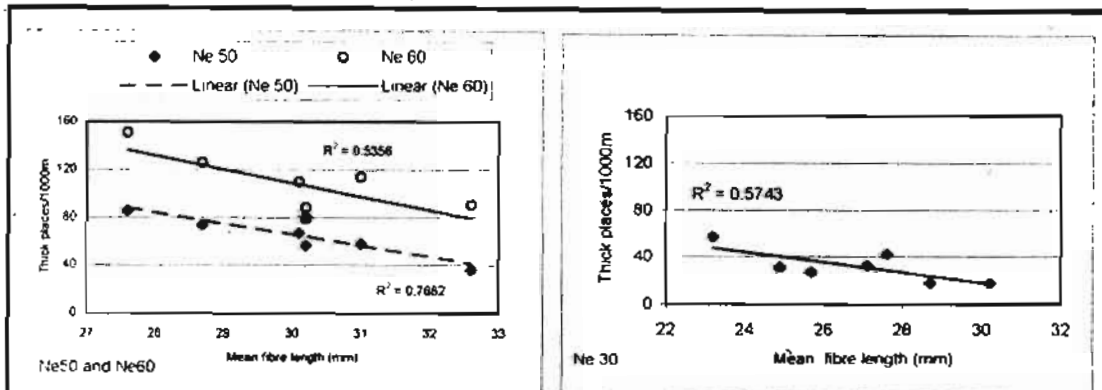 Ne 50 Ne 60
Linear (Ne 50) Linear (Ne 60)
160
120
80
40
0
Thick places/1000m
R² = 0.5356
R² = 0.7682
27 28 29 30 31 32 33
Mean fibre length (mm)
Ne50 and Ne60
160
120
80
40
0
Thick places/1000m
R² = 0.5743
22 24 26 28 30 32
Mean fibre length (mm)
Ne 30